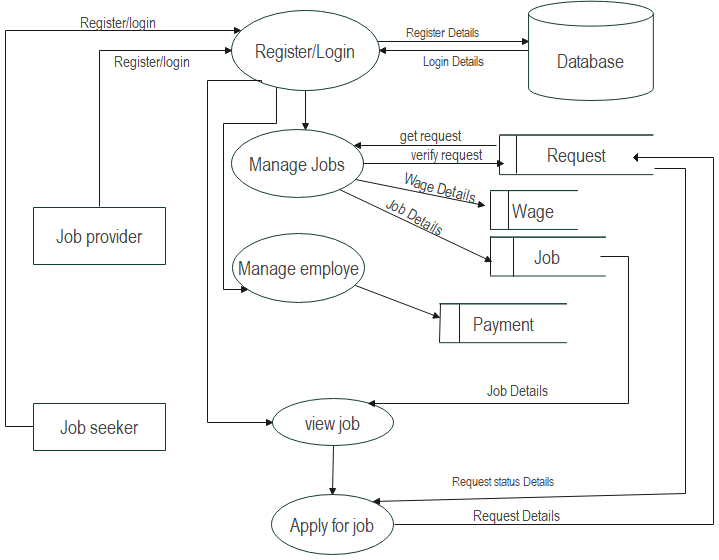 Register/login
Register/Login
Register Details
Login Details
Database
Register/login
get request
verify request
Request
Manage Jobs
Wage Details
Wage
Job Details
Job provider
Job
Manage employe
Payment
Job Details
Job seeker
view job
Request status Details
Request Details
Apply for job